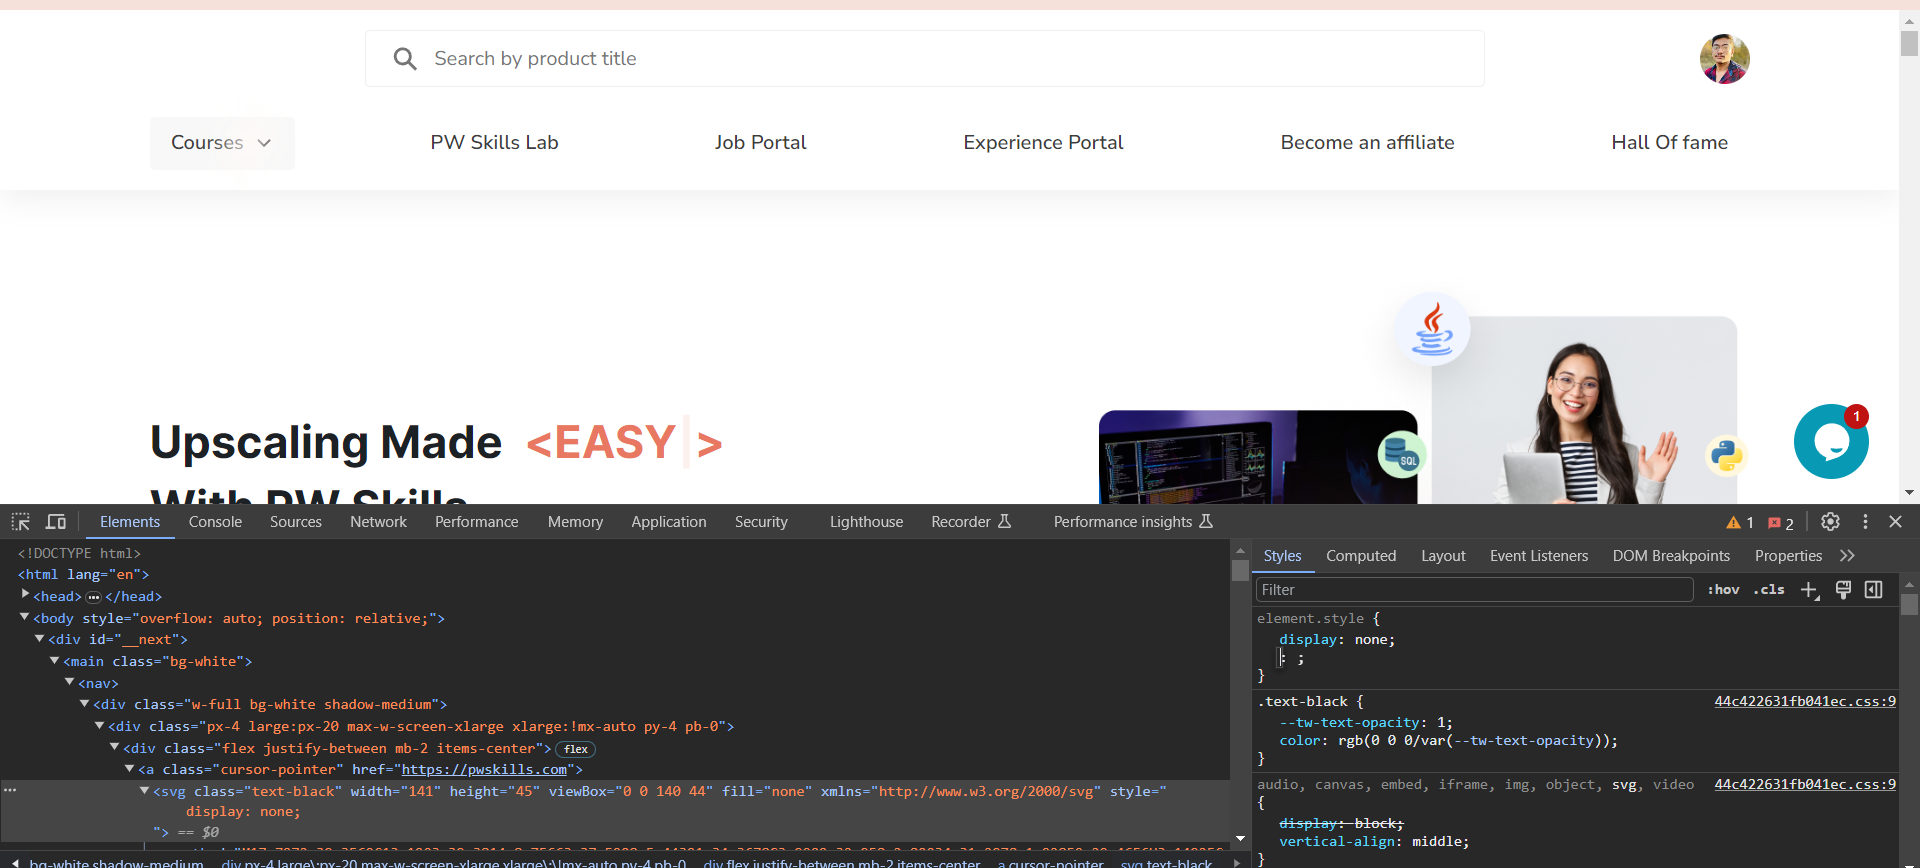 Search by product title
Courses
PW Skills Lab
Job Portal
Experience Portal
Become an affiliate
Hall Of fame
Upscaling Made <EASY >
With PW Skills
SQL
1
Elements Console Sources Network Performance Memory Application Security Lighthouse Recorder Performance insights 1 2
<!DOCTYPE html>
<html lang="en">
<head> ••• </head>
<body style="overflow: auto; position: relative;">
<div id="__next">
<main class="bg-white">
<nav>
<div class="w-full bg-white shadow-medium">
<div class="px-4 large:px-20 max-w-screen-xlarge xlarge:!mx-auto py-4 pb-0">
<div class="flex justify-between mb-2 items-center"> flex
<a class="cursor-pointer" href="https://pwskills.com">
<svg class="text-black" width="141" height="45" viewBox="0 0 140 44" fill="none" xmlns="http://www.w3.org/2000/svg" style="
display: none;
"> == $0
bg-white.shadow-medium div.px-4.large\:px-20.max-w-screen-xlarge.xlarge\:\!mx-auto.py-4.pb-0 div.flex.justify-between.mb-2.items-center a.cursor-pointer svg.text-black
Styles Computed Layout Event Listeners DOM Breakpoints Properties
Filter
:hov .cls
element.style {
display: none;
: ;
}
.text-black {
44c422631fb041ec.css:9
--tw-text-opacity: 1;
color: rgb(0 0 0/var(--tw-text-opacity));
}
audio, canvas, embed, iframe, img, object, svg, video
44c422631fb041ec.css:9
{
display: block;
vertical-align: middle;
}